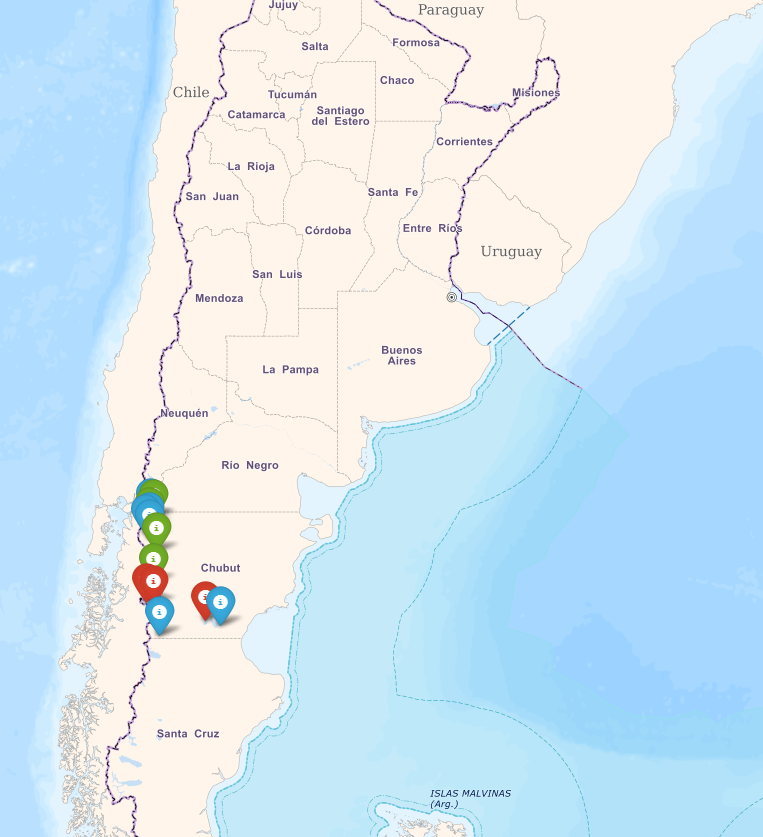 Jujuy
Paraguay
Salta
Formosa
Chaco
Chile
Tucumán
Misiones
Catamarca
Santiago
del Estero
Corrientes
La Rioja
San Juan
Santa Fe
Córdoba
Entre Ríos
Uruguay
San Luis
Mendoza
Buenos
Aires
La Pampa
Neuquén
Río Negro
Chubut
Santa Cruz
ISLAS MALVINAS
(Arg.)
i
i
i
i
i
i
i